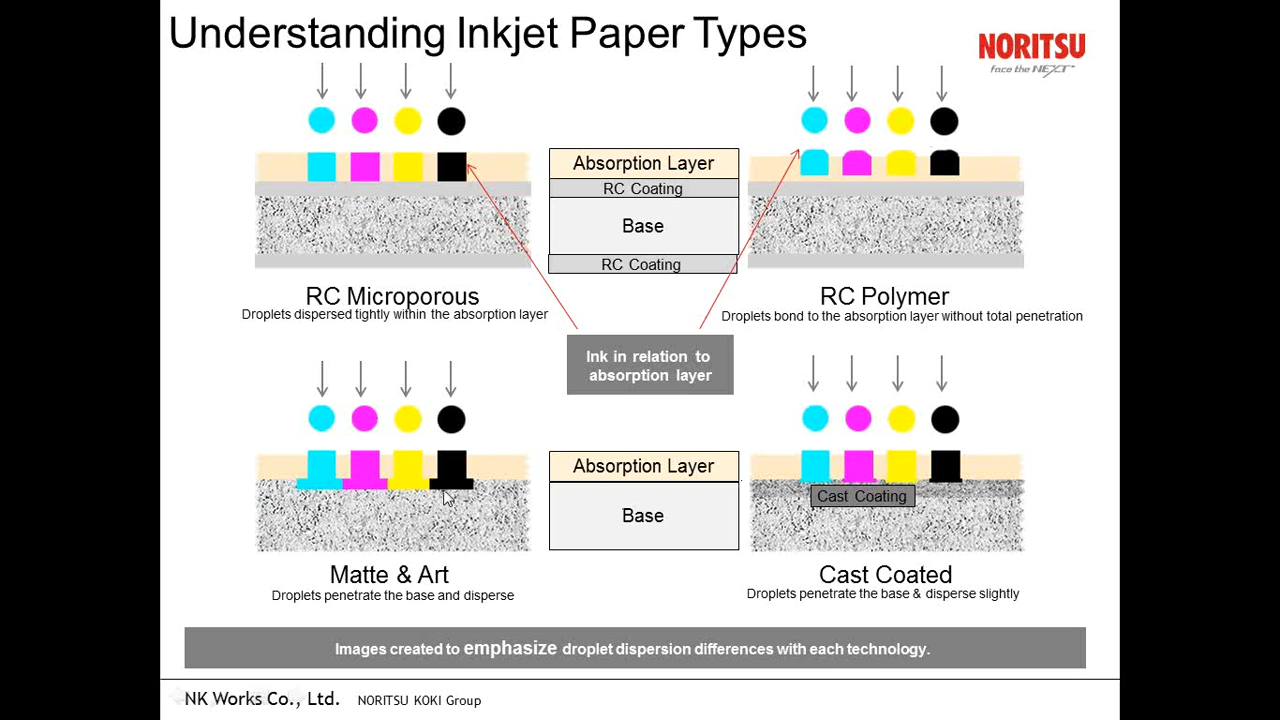 Understanding Inkjet Paper Types
NORITSU
face the NEXT
Absorption Layer
RC Coating
Base
RC Coating
RC Microporous
Droplets dispersed tightly within the absorption layer
RC Polymer
Droplets bond to the absorption layer without total penetration
Ink in relation to
absorption layer
Absorption Layer
Base
Cast Coating
Matte & Art
Droplets penetrate the base and disperse
Cast Coated
Droplets penetrate the base & disperse slightly
Images created to emphasize droplet dispersion differences with each technology.
NK Works Co., Ltd. NORITSU KOKI Group